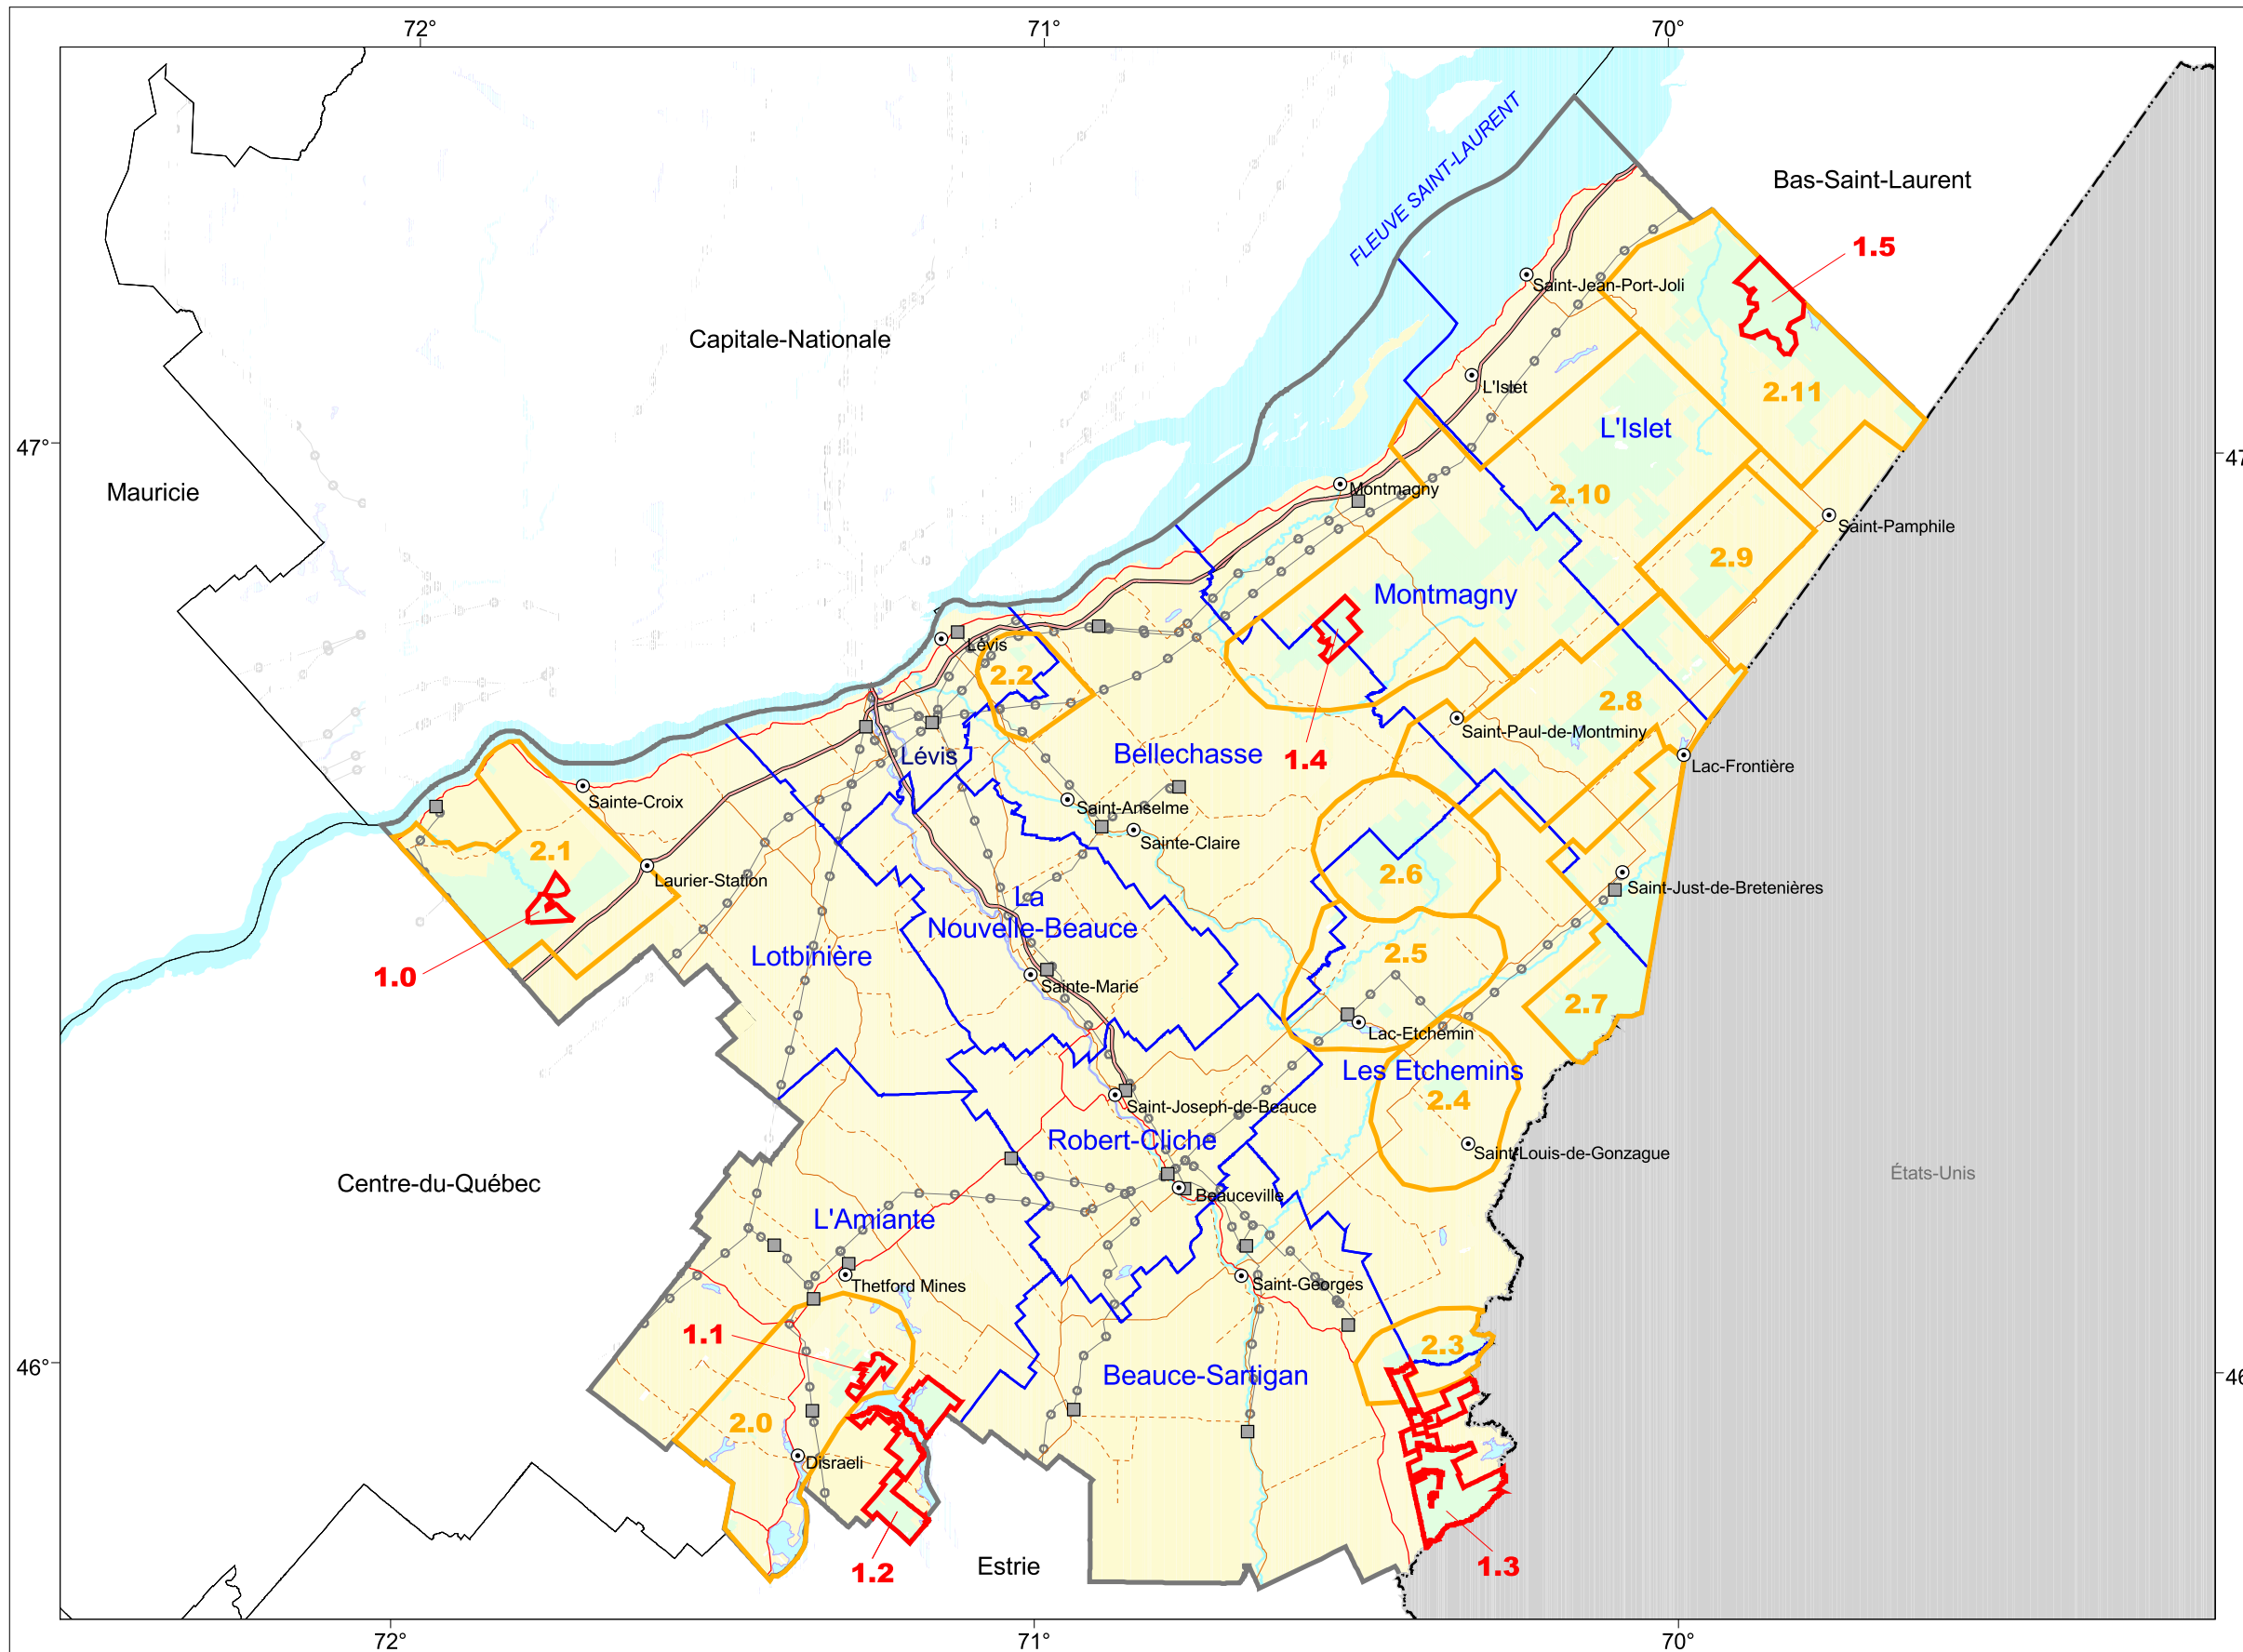 72°
71°
70°
Bas-Saint-Laurent
FLEUVE SAINT-LAURENT
1.5
Saint-Jean-Port-Joli
Capitale-Nationale
L'Islet
2.11
L'Islet
47°
47
Mauricie
Montmagny
2.10
Saint-Pamphile
2.9
Montmagny
Lévis
2.2
2.8
Saint-Paul-de-Montminy
Bellechasse
1.4
Lévis
Lac-Frontière
Sainte-Croix
Saint-Anselme
Sainte-Claire
2.1
2.6
Laurier-Station
Saint-Just-de-Bretenières
La
Nouvelle-Beauce
Lotbinière
2.5
1.0
Sainte-Marie
2.7
Lac-Etchemin
Les Etchemins
2.4
Saint-Joseph-de-Beauce
Robert-Cliche
Saint-Louis-de-Gonzague
États-Unis
Centre-du-Québec
Beauceville
L'Amiante
Thetford Mines
Saint-Georges
1.1
2.3
46°
46
Beauce-Sartigan
2.0
Disraeli
1.2
Estrie
1.3
72°
71°
70°